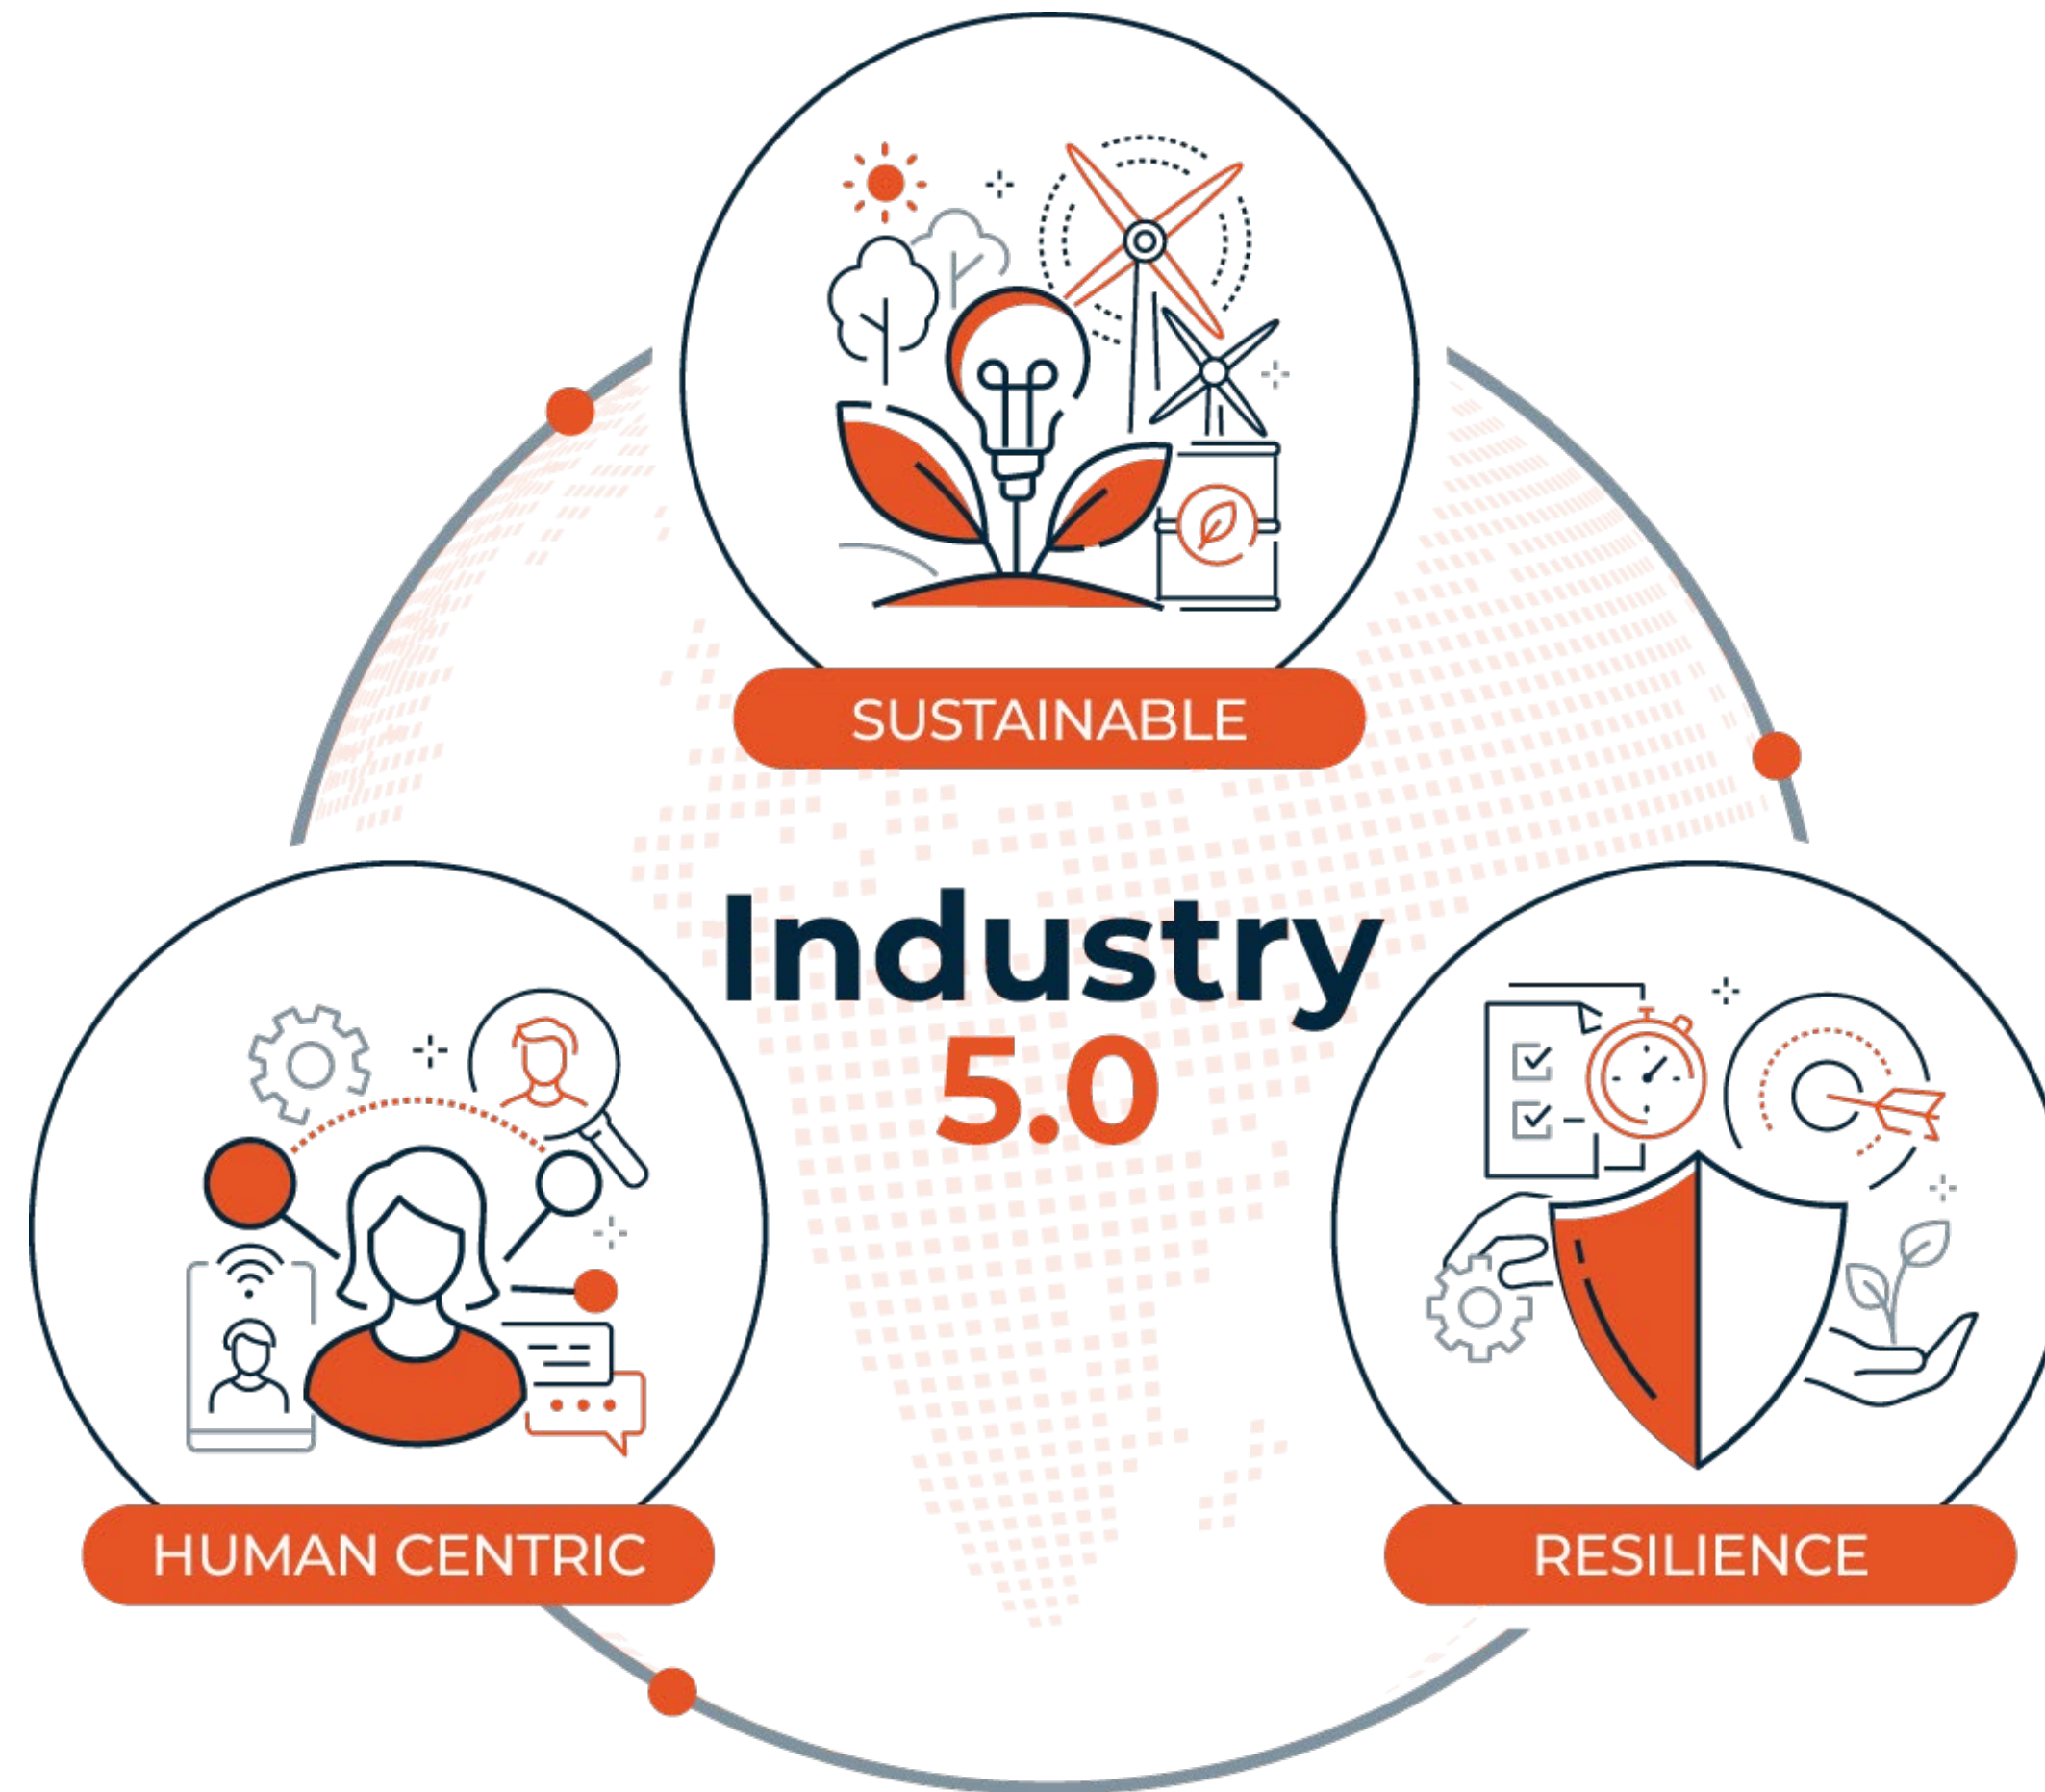 SUSTAINABLE
Industry
5.0
HUMAN CENTRIC
RESILIENCE